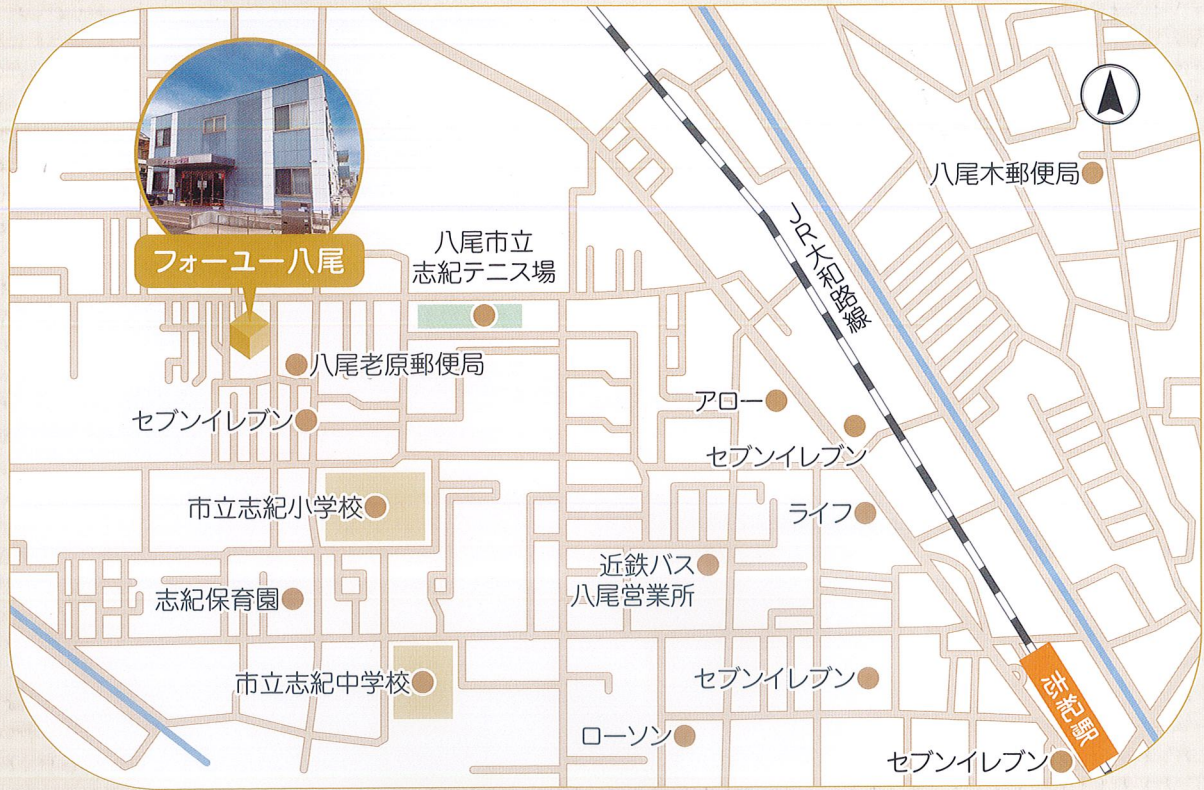 八尾木郵便局
JR大和路線
フォーユー八尾
八尾市立
志紀テニス場
八尾老原郵便局
アロー
セブンイレブン
セブンイレブン
市立志紀小学校
ライフ
近鉄バス
八尾営業所
志紀保育園
市立志紀中学校
セブンイレブン
志紀駅
ローソン
セブンイレブン